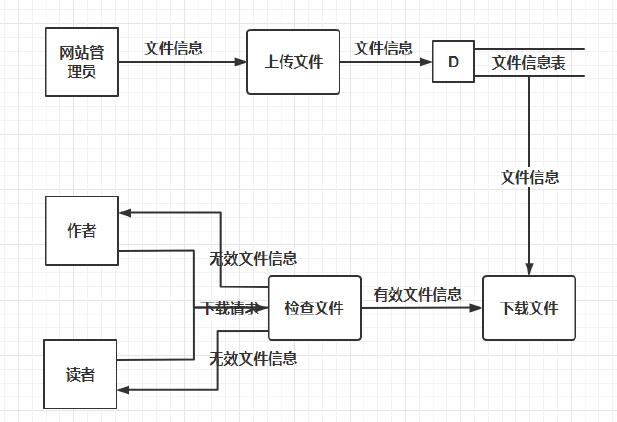 网站管
理员
文件信息
上传文件
文件信息
D
文件信息表
文件信息
作者
无效文件信息
下载请求
检查文件
有效文件信息
下载文件
读者
无效文件信息